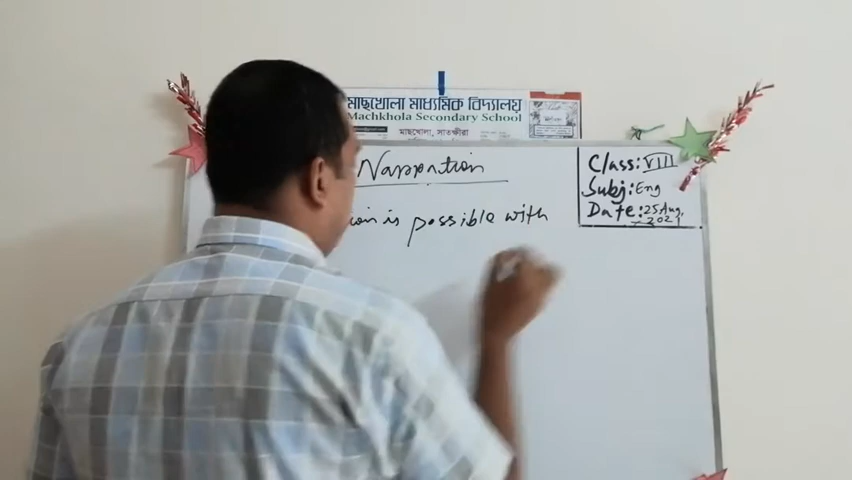 মাছখোলা মাধ্যমিক বিদ্যালয়
Machkhola Secondary School
মাছখোলা, সাতক্ষীরা
Narration
is possible with
Class: VIII
Subj: Eng
Date: 25 Aug,
2021